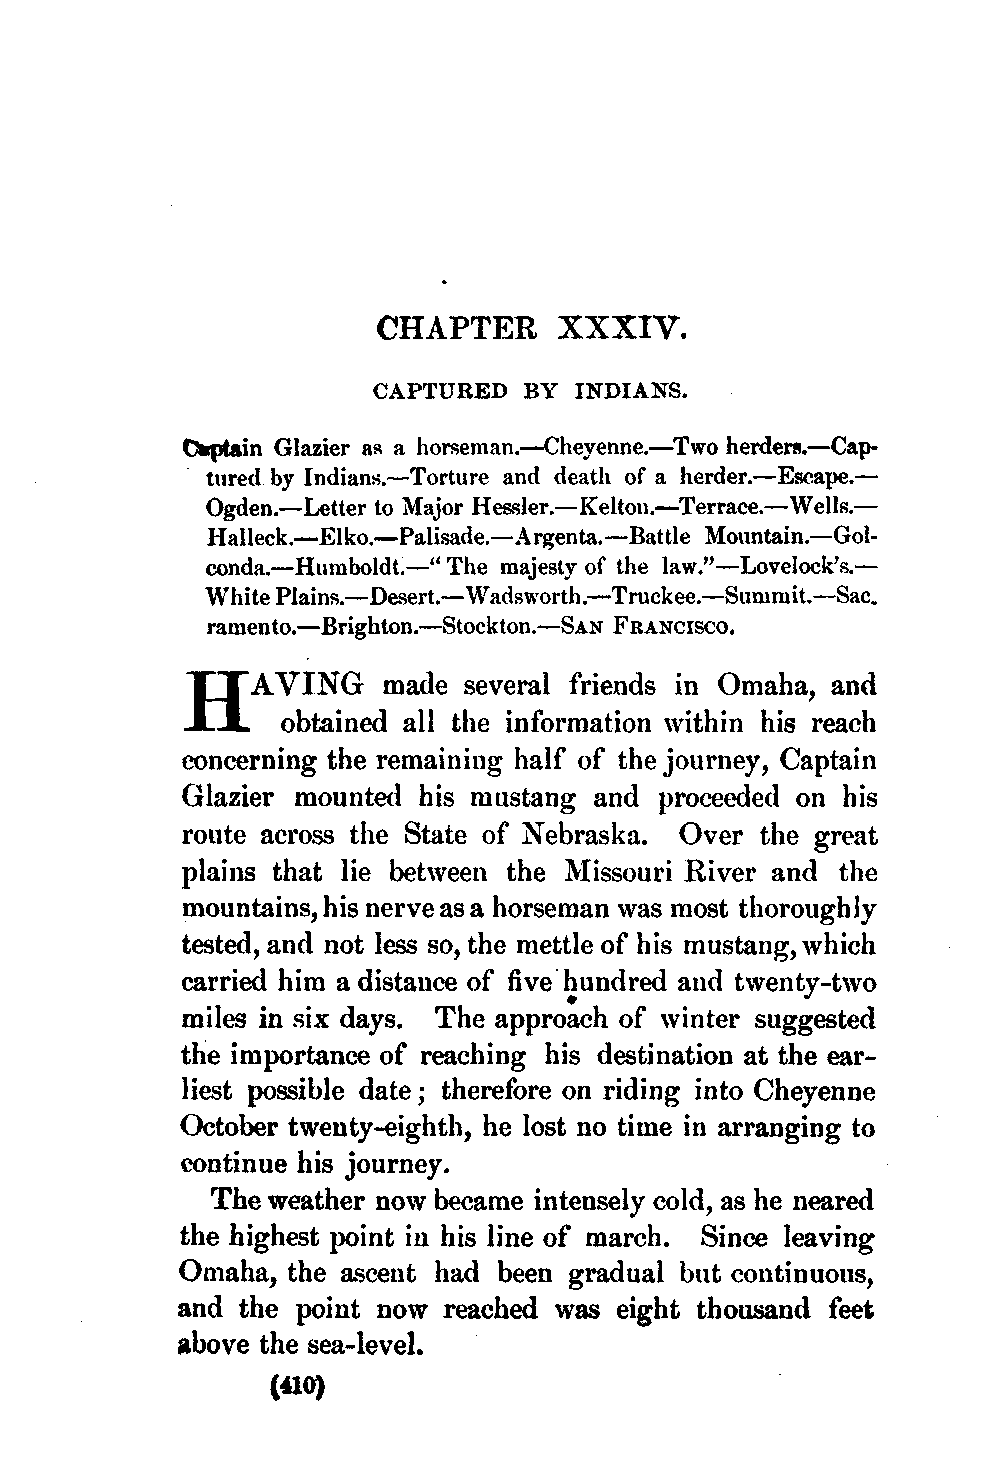 CHAPTER XXXIV.
CAPTURED BY INDIANS.
Captain Glazier as a horseman.—Cheyenne.—Two herders.—Cap-
tured by Indians.—Torture and death of a herder.—Escape.—
Ogden.—Letter to Major Hessler.—Kelton.—Terrace.—Wells.—
Halleck.—Elko.—Palisade.—Argenta.—Battle Mountain.—Gol-
conda.—Humboldt.—“The majesty of the law.”—Lovelock’s.—
White Plains.—Desert.—Wadsworth.—Truckee.—Summit.—Sac.
ramento.—Brighton.—Stockton.—SAN FRANCISCO.
HAVING made several friends in Omaha, and
obtained all the information within his reach
concerning the remaining half of the journey, Captain
Glazier mounted his mustang and proceeded on his
route across the State of Nebraska. Over the great
plains that lie between the Missouri River and the
mountains, his nerve as a horseman was most thoroughly
tested, and not less so, the mettle of his mustang, which
carried him a distance of five hundred and twenty-two
miles in six days. The approach of winter suggested
the importance of reaching his destination at the ear-
liest possible date; therefore on riding into Cheyenne
October twenty-eighth, he lost no time in arranging to
continue his journey.
The weather now became intensely cold, as he neared
the highest point in his line of march. Since leaving
Omaha, the ascent had been gradual but continuous,
and the point now reached was eight thousand feet
above the sea-level.
(410)